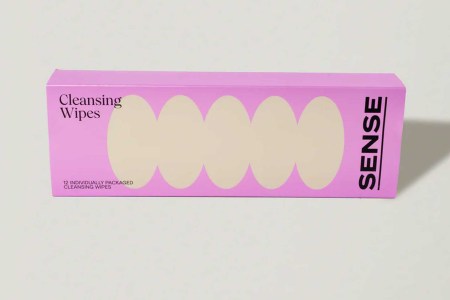 Cleansing
Wipes
12 INDIVIDUALLY PACKAGED
CLEANSING WIPES
SENSE